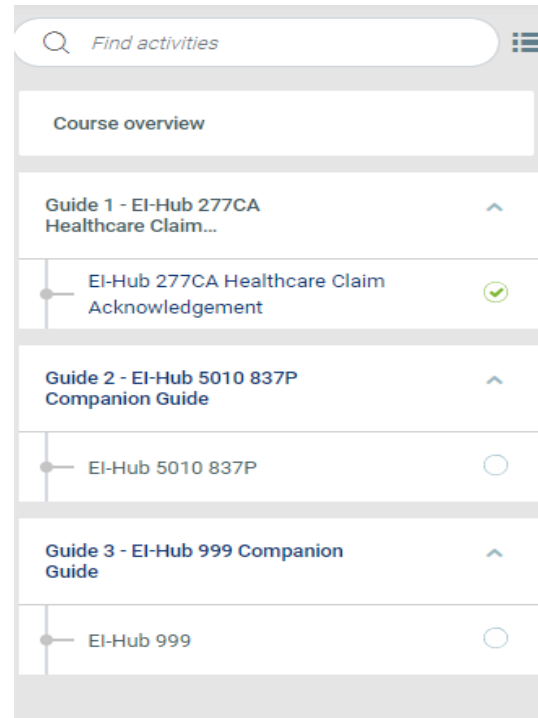 Find activities
Course overview
Guide 1 - EI-Hub 277CA
Healthcare Claim...
EI-Hub 277CA Healthcare Claim
Acknowledgement
Guide 2 - EI-Hub 5010 837P
Companion Guide
EI-Hub 5010 837P
Guide 3 - EI-Hub 999 Companion
Guide
EI-Hub 999